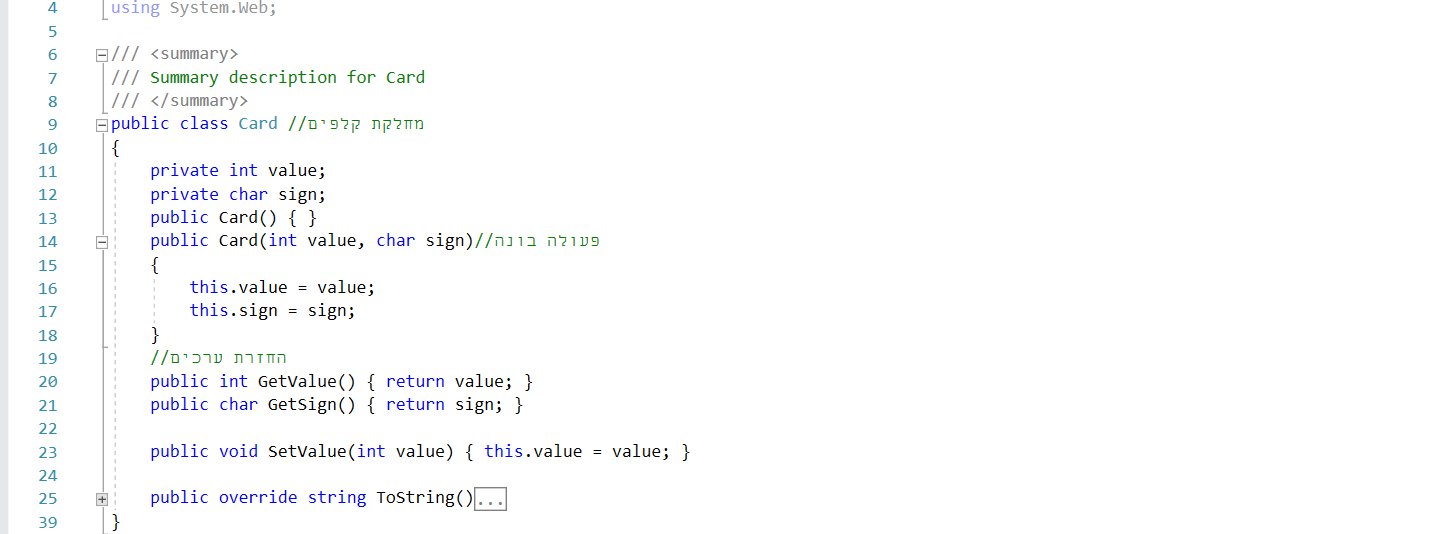 4 using System.Web;
5
6 /// <summary>
7 /// Summary description for Card
8 /// </summary>
9 public class Card //מחלקת קלפים
10 {
11 private int value;
12 private char sign;
13 public Card() { }
14 public Card(int value, char sign)//פעולה בונה
15 {
16 this.value = value;
17 this.sign = sign;
18 }
19 //החזרת ערכים
20 public int GetValue() { return value; }
21 public char GetSign() { return sign; }
22
23 public void SetValue(int value) { this.value = value; }
24
25 public override string ToString()...
39 }